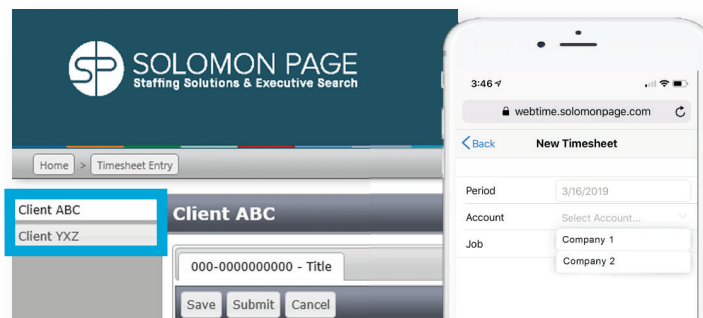 SP
SOLOMON PAGE
Staffing Solutions & Executive Search
Home > Timesheet Entry
Client ABC
Client YXZ
Client ABC
000-0000000000 - Title
Save Submit Cancel
3:46
webtime.solomonpage.com
Back New Timesheet
Period 3/16/2019
Account Select Account...
Job Company 1
Company 2